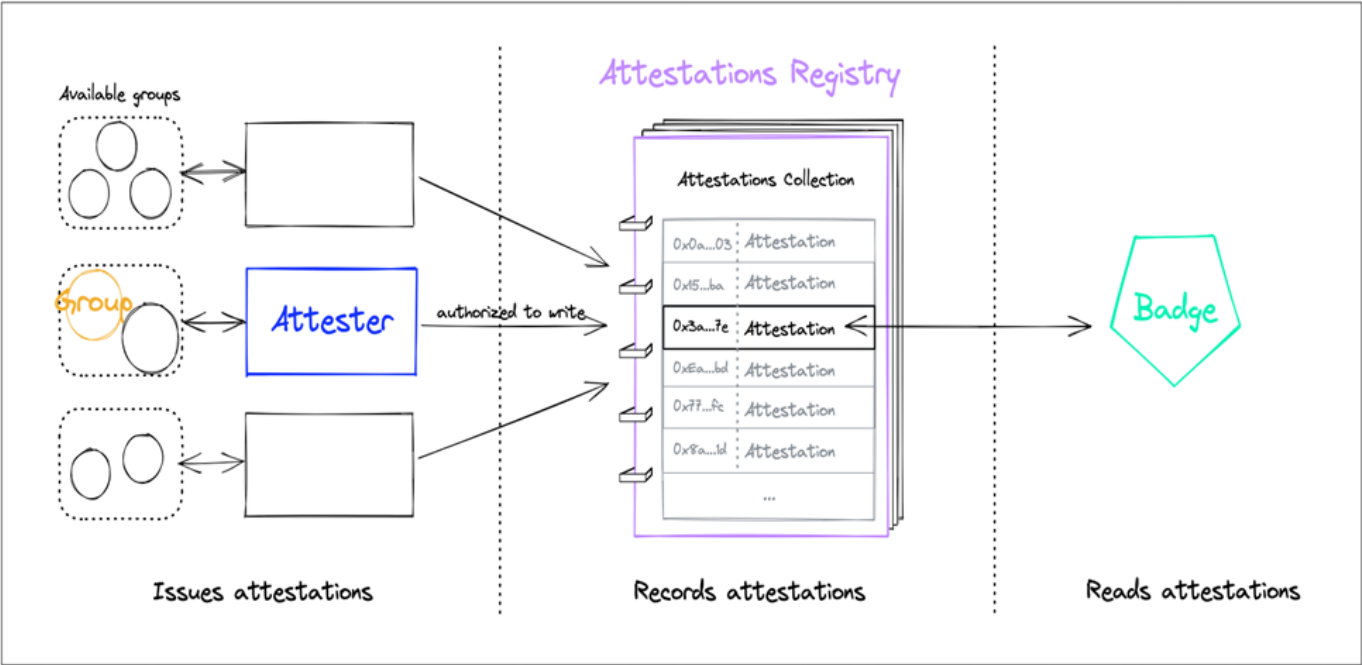 Attestations Registry
Available groups
Attestations Collection
0x0a...03 Attestation
0x15...ba Attestation
Group
Attester
authorized to write
0x3a...7e Attestation
Badge
0xEa...bd Attestation
0x77...fc Attestation
0x8a...1d Attestation
...
Issues attestations
Records attestations
Reads attestations